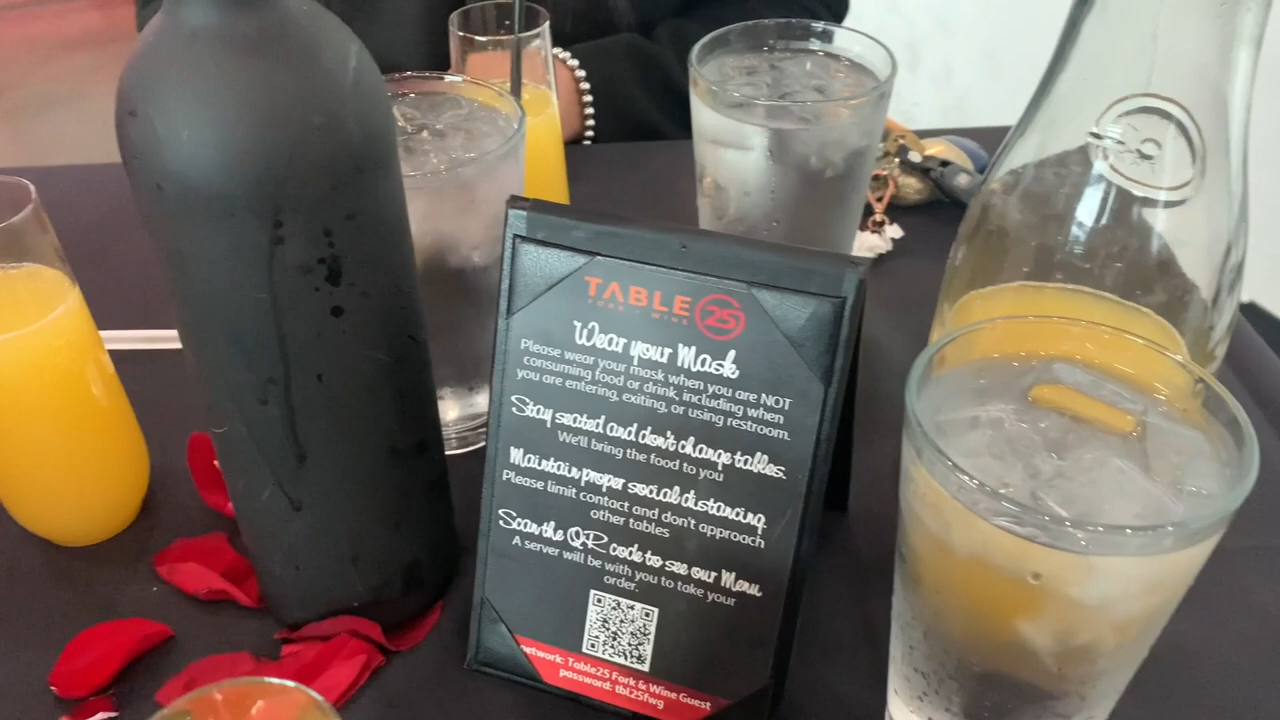 TABLE 25
FORK + WINE
Wear your Mask
Please wear your mask when you are NOT
consuming food or drink, including when
you are entering, exiting, or using restroom.
Stay seated and don't change tables.
We'll bring the food to you
Maintain proper social distancing.
Please limit contact and don't approach
other tables
Scan the QR code to see our Menu
A server will be with you to take your
order.
network: Table25 Fork & Wine Guest
password: tbl25fwg